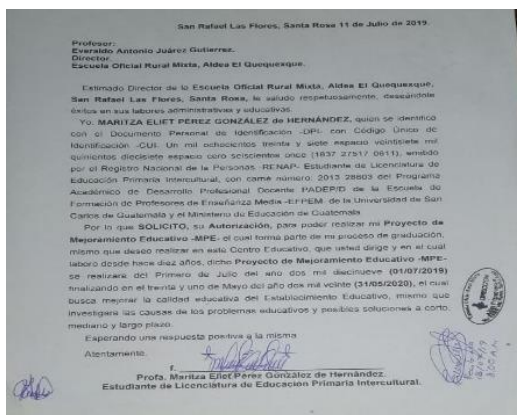 San Rafael Las Flores, Santa Rosa 11 de Julio de 2019.
Profesor:
Everaldo Antonio Juárez Gutierrez.
Director.
Escuela Oficial Rural Mixta, Aldea El Quequexque.
Estimado Director de la Escuela Oficial Rural Mixta, Aldea El Quequexque,
San Rafael Las Flores, Santa Rosa, le saludo respetuosamente, deseándole
éxitos en sus labores administrativas y educativas.
Yo: MARITZA ELIET PÉREZ GONZÁLEZ de HERNÁNDEZ, quien se identifica
con el Documento Personal de Identificación -DPI- con Código Único de
Identificación -CUI- Un mil ochocientos treinta y siete espacio veintisiete mil
quinientos diecisiete espacio cero seiscientos once (1837 27517 0611), emitido
por el Registro Nacional de la Personas, -RENAP- Estudiante de Licenciatura de
Educación Primaria Intercultural, con carné número: 2013 28603 del Programa
Académico de Desarrollo Profesional Docente PADEP/D de la Escuela de
Formación de Profesores de Enseñanza Media -EFPEM- de la Universidad de San
Carlos de Guatemala y el Ministerio de Educación de Guatemala.
Por lo que SOLICITO, su Autorización, para poder realizar mi Proyecto de
Mejoramiento Educativo -MPE- el cual forma parte de mi proceso de graduación,
mismo que deseo realizar en este Centro Educativo, que usted dirige y en el cual
laboro desde hace diez años, dicho Proyecto de Mejoramiento Educativo -MPE-
se realizará del Primero de Julio del año dos mil diecinueve (01/07/2019)
finalizando en el treinta y uno de Mayo del año dos mil veinte (31/05/2020), el cual
busca mejorar la calidad educativa del Establecimiento Educativo, mismo que
investigara las causas de los problemas educativos y posibles soluciones a corto,
mediano y largo plazo.
Esperando una respuesta positiva a la misma
Atentamente.
f.
Profa. Maritza Eliet Pérez González de Hernández.
Estudiante de Licenciatura de Educación Primaria Intercultural.